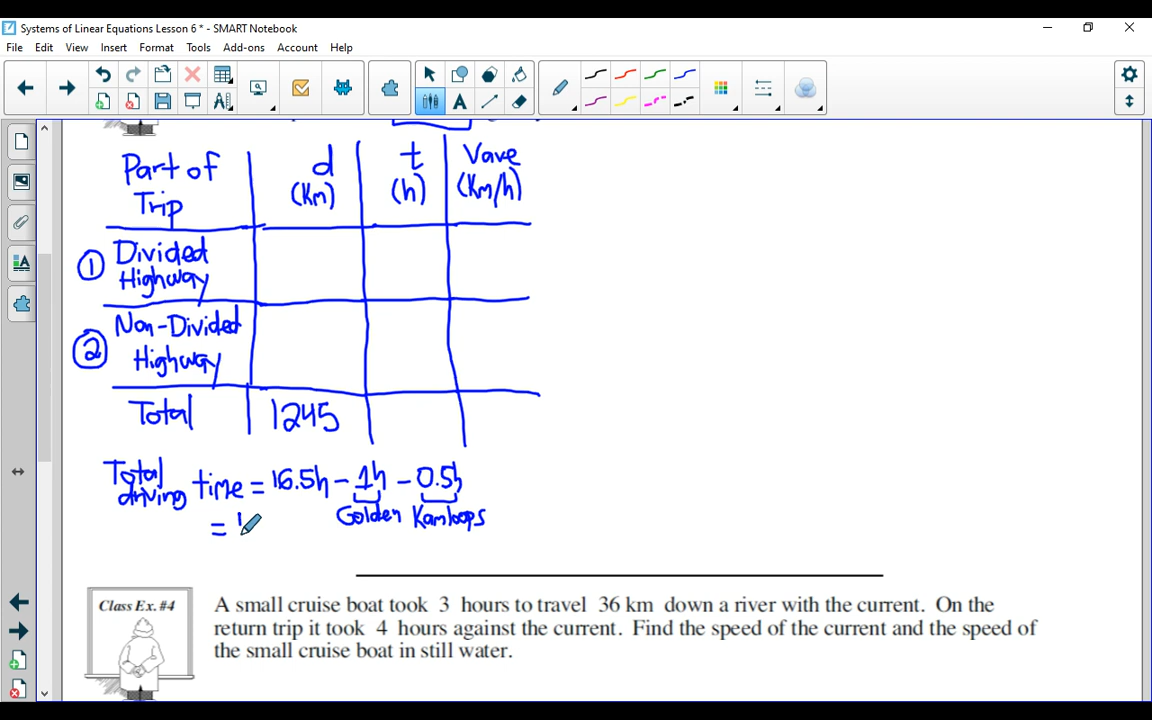 Systems of Linear Equations Lesson 6 * - SMART Notebook
File Edit View Insert Format Tools Add-ons Account Help
Part of Trip d (Km) t (h) Vave (Km/h)
① Divided Highway
② Non-Divided Highway
Total 1245
Total driving time = 16.5h - 1h - 0.5h
Golden Kamloops
= 1
Class Ex. #4
A small cruise boat took 3 hours to travel 36 km down a river with the current. On the
return trip it took 4 hours against the current. Find the speed of the current and the speed of
the small cruise boat in still water.